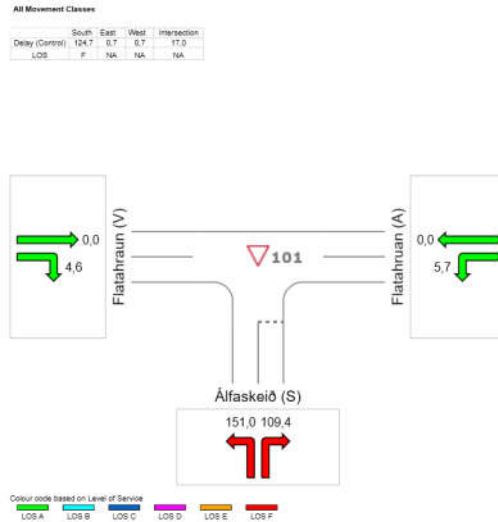 All Movement Classes
South East West Intersection
Delay (Control) 124,7 0,7 0,7 17,0
LOS F NA NA NA
Flatahraun (V)
Flatahruan (A)
0,0
4,6
101
0,0
5,7
Álfaskeið (S)
151,0 109,4
Colour code based on Level of Service
LOS A LOS B LOS C LOS D LOS E LOS F